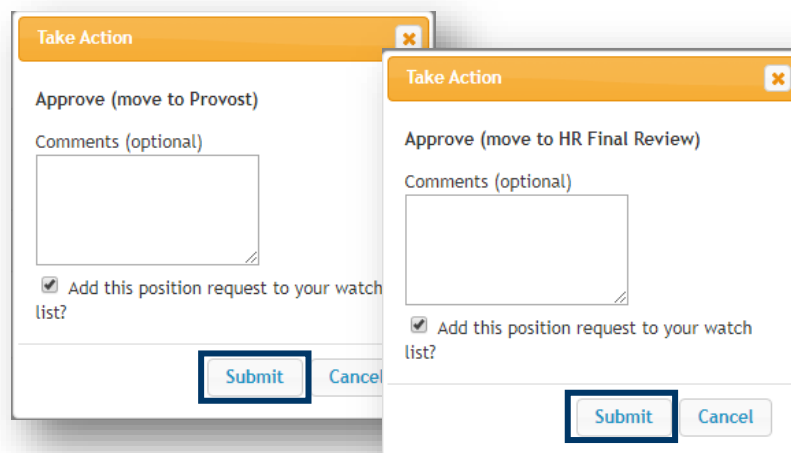 Take Action
Approve (move to Provost)
Comments (optional)
Add this position request to your watch
list?
Submit
Cancel
Take Action
Approve (move to HR Final Review)
Comments (optional)
Add this position request to your watch
list?
Submit
Cancel